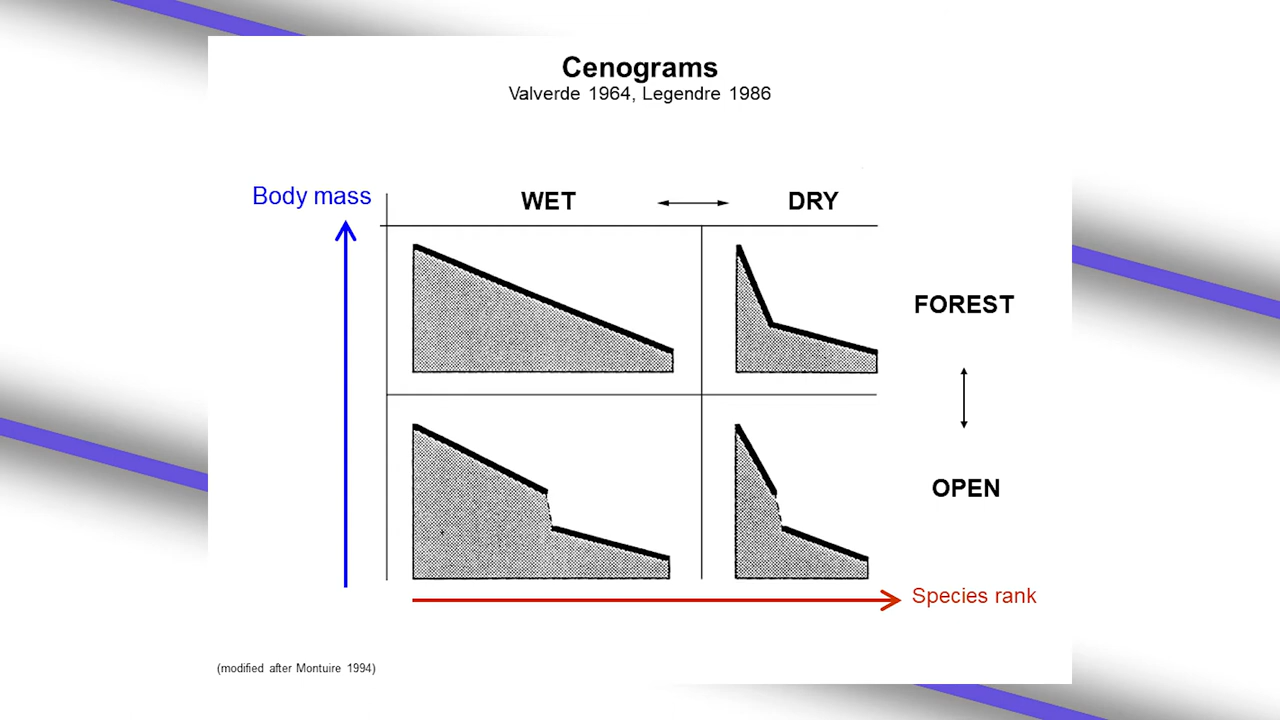 Cenograms
Valverde 1964, Legendre 1986
Body mass
WET
DRY
FOREST
OPEN
Species rank
(modified after Montuire 1994)